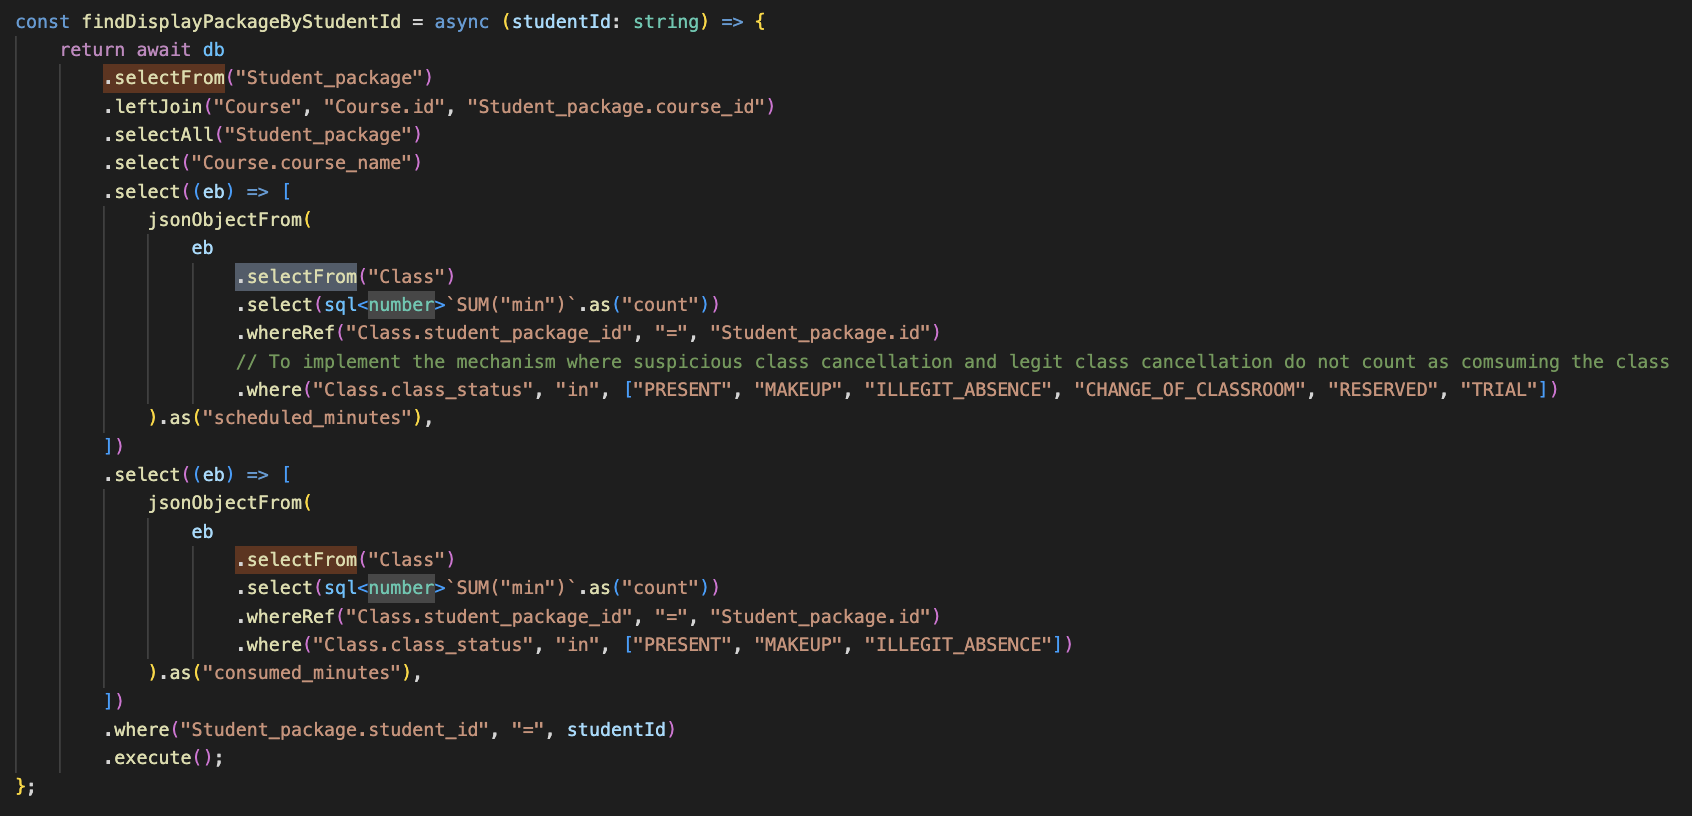 const findDisplayPackageByStudentId = async (studentId: string) => {
    return await db
        .selectFrom("Student_package")
        .leftJoin("Course", "Course.id", "Student_package.course_id")
        .selectAll("Student_package")
        .select("Course.course_name")
        .select((eb) => [
            jsonObjectFrom(
                eb
                    .selectFrom("Class")
                    .select(sql<number>`SUM("min")`.as("count"))
                    .whereRef("Class.student_package_id", "=", "Student_package.id")
                    // To implement the mechanism where suspicious class cancellation and legit class cancellation do not count as comsuming the class
                    .where("Class.class_status", "in", ["PRESENT", "MAKEUP", "ILLEGIT_ABSENCE", "CHANGE_OF_CLASSROOM", "RESERVED", "TRIAL"])
            ).as("scheduled_minutes"),
        ])
        .select((eb) => [
            jsonObjectFrom(
                eb
                    .selectFrom("Class")
                    .select(sql<number>`SUM("min")`.as("count"))
                    .whereRef("Class.student_package_id", "=", "Student_package.id")
                    .where("Class.class_status", "in", ["PRESENT", "MAKEUP", "ILLEGIT_ABSENCE"])
            ).as("consumed_minutes"),
        ])
        .where("Student_package.student_id", "=", studentId)
        .execute();
};